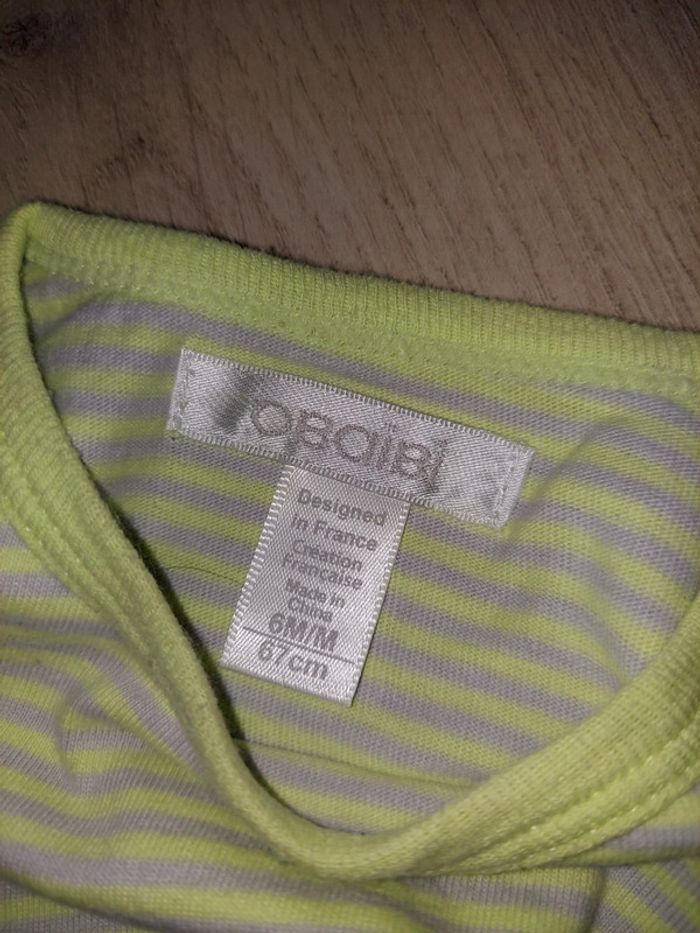 obaibi
Designed
in France
Création
Française
Made in
China
6M/M
67cm